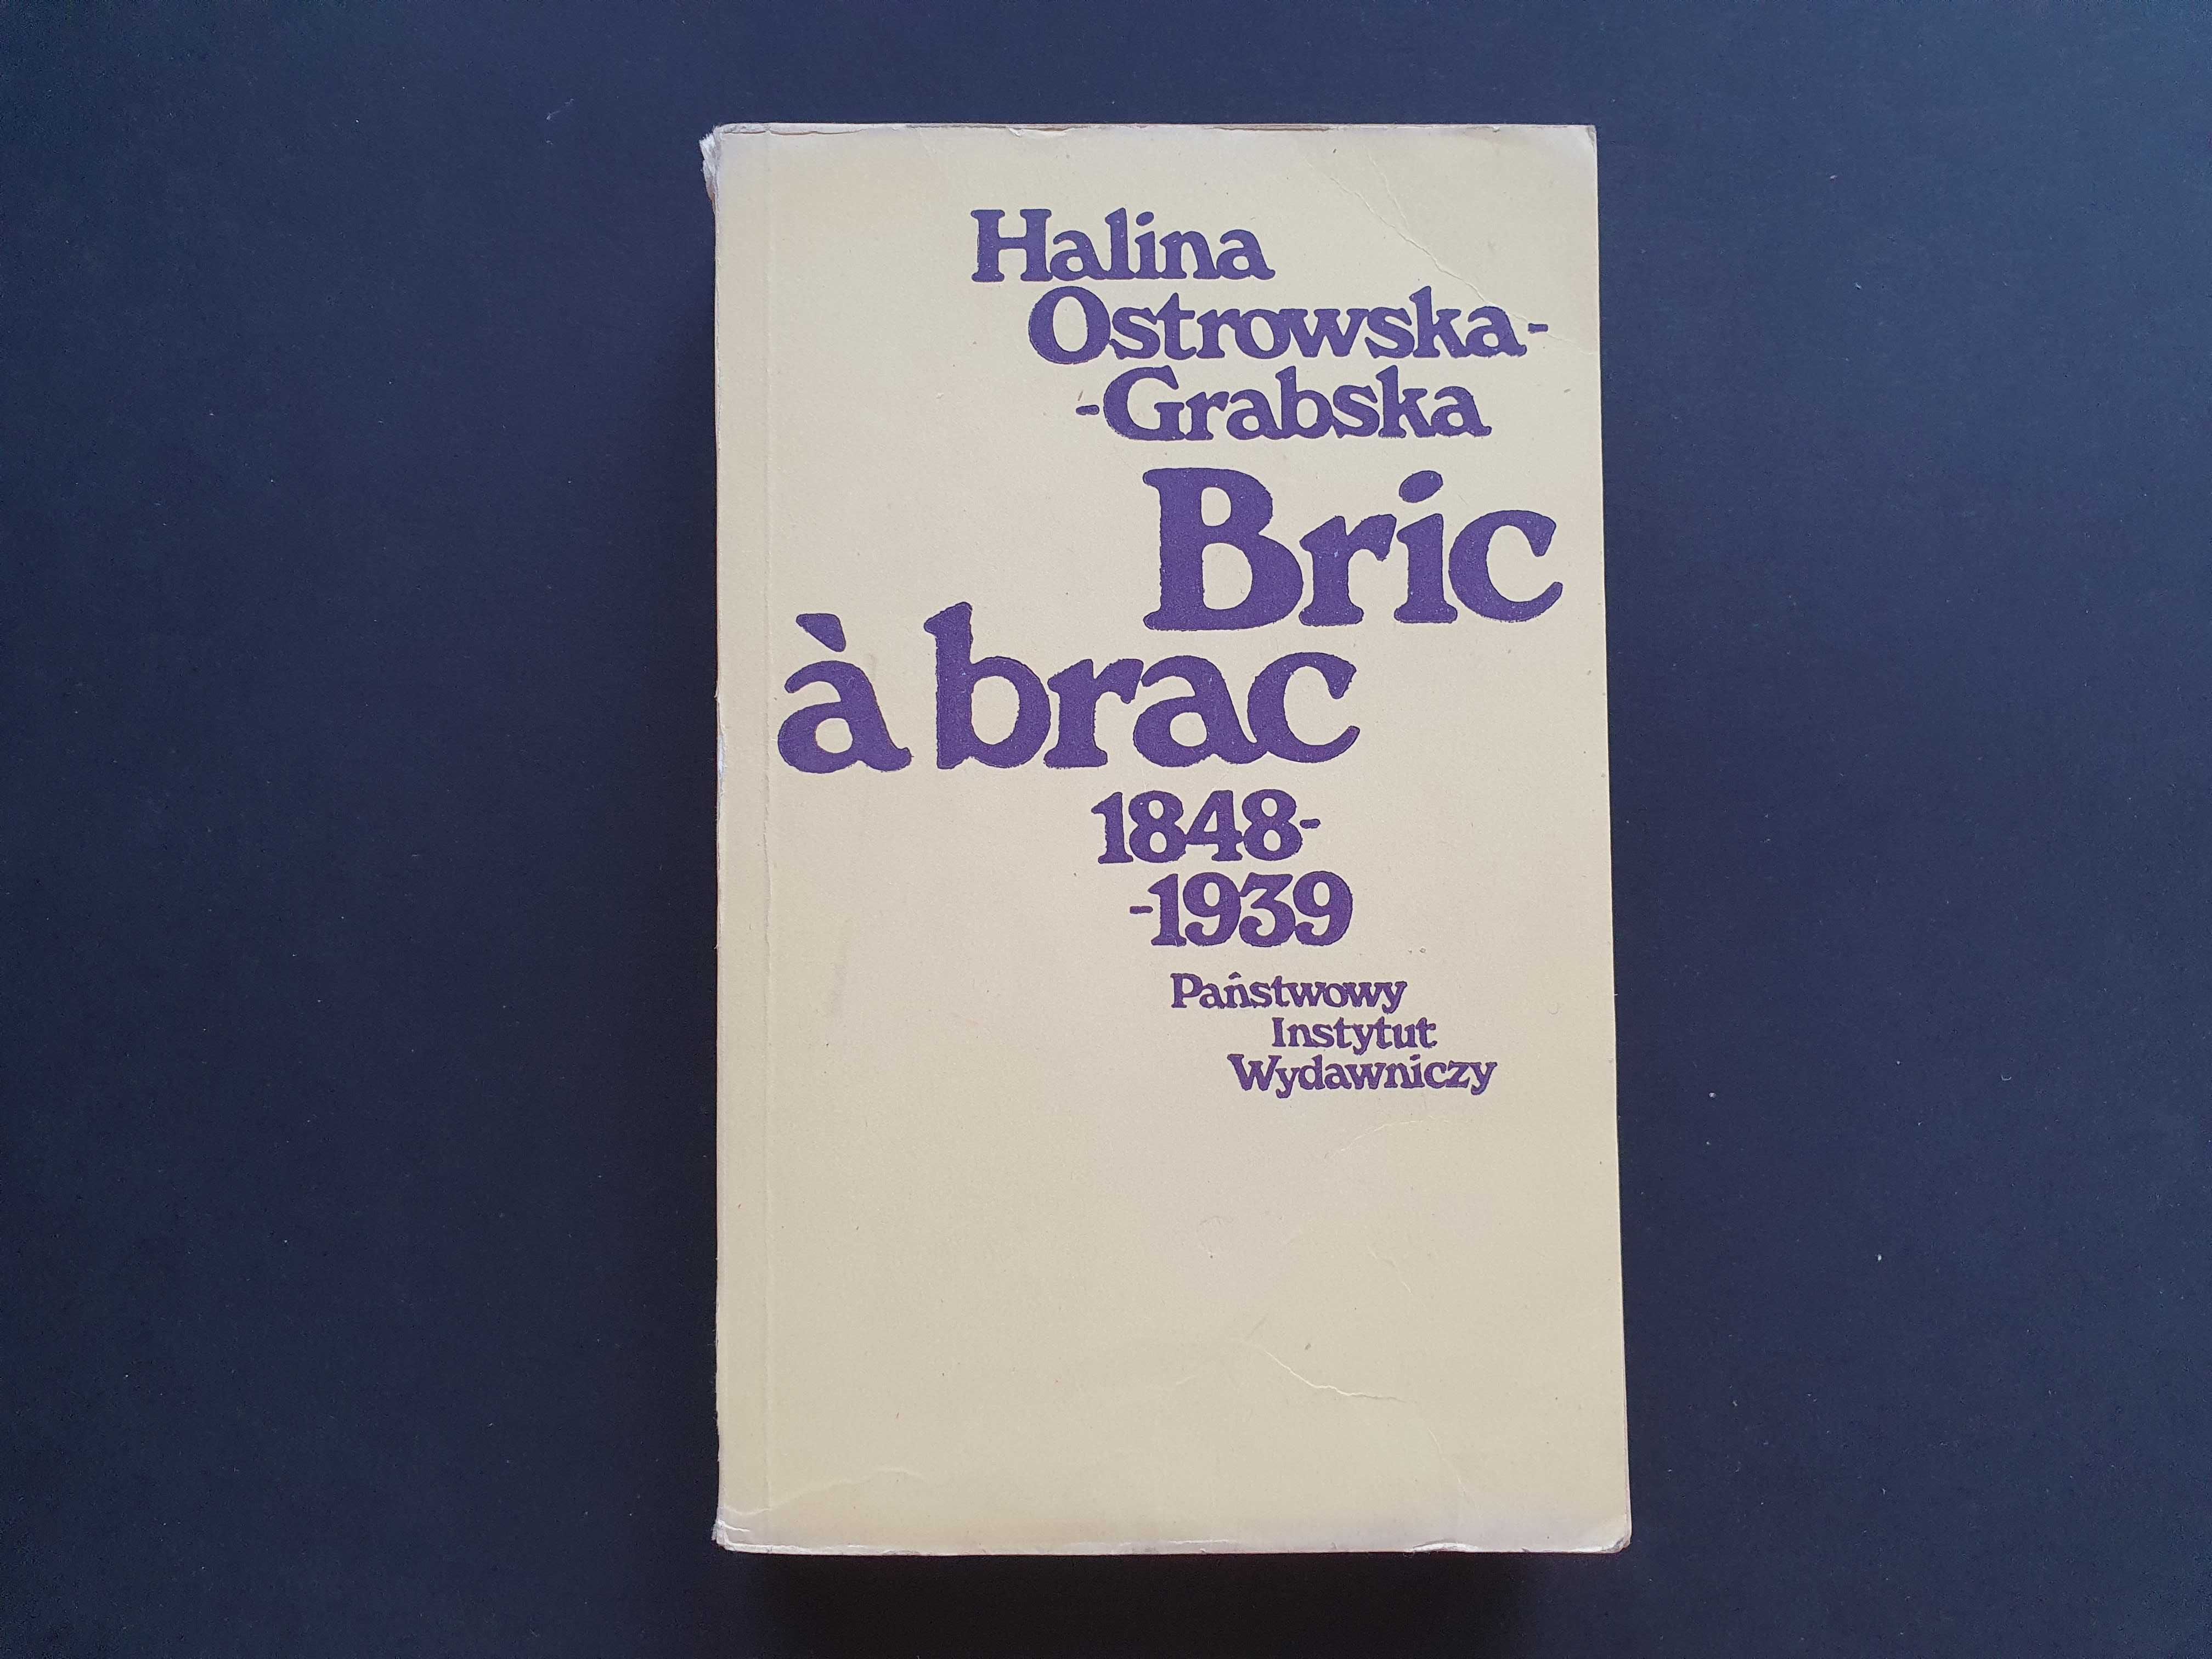 Halina
Ostrowska-
-Grabska
Bric
à brac
1848-
-1939
Państwowy
Instytut
Wydawniczy